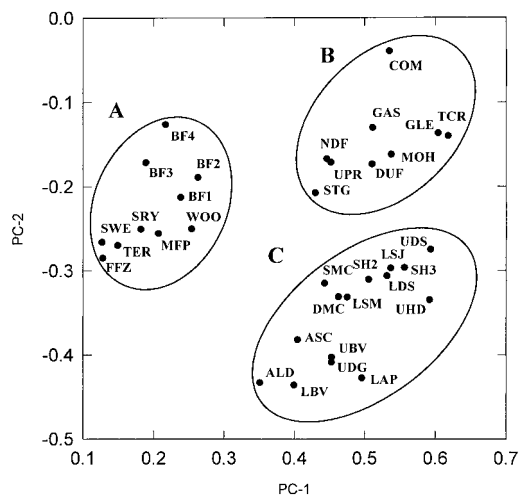 0.0
B
COM
-0.1
A
GAS
GLE TCR
BF4
NDF
MOH
BF3 BF2
UPR DUF
-0.2
STG
BF1
SWE SRY WOO
TER MFP
FFZ
C
UDS
-0.3
LSJ
SMC SH2 SH3
LDS
DMC LSM UHD
ASC
UBV
-0.4
UDG
ALD LBV LAP
-0.5
0.1 0.2 0.3 0.4 0.5 0.6 0.7
PC-1
PC-2